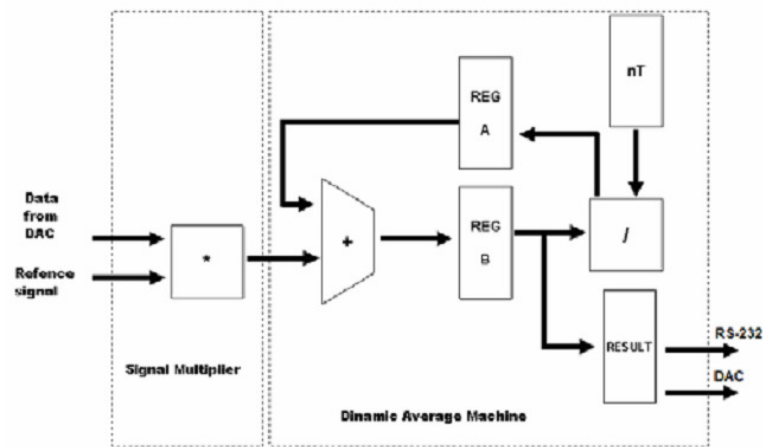 nT
REG
A
Data
from
DAC
Refence
signal
*
+
REG
B
/
RESULT
RS-232
DAC
Signal Multiplier
Dinamic Average Machine